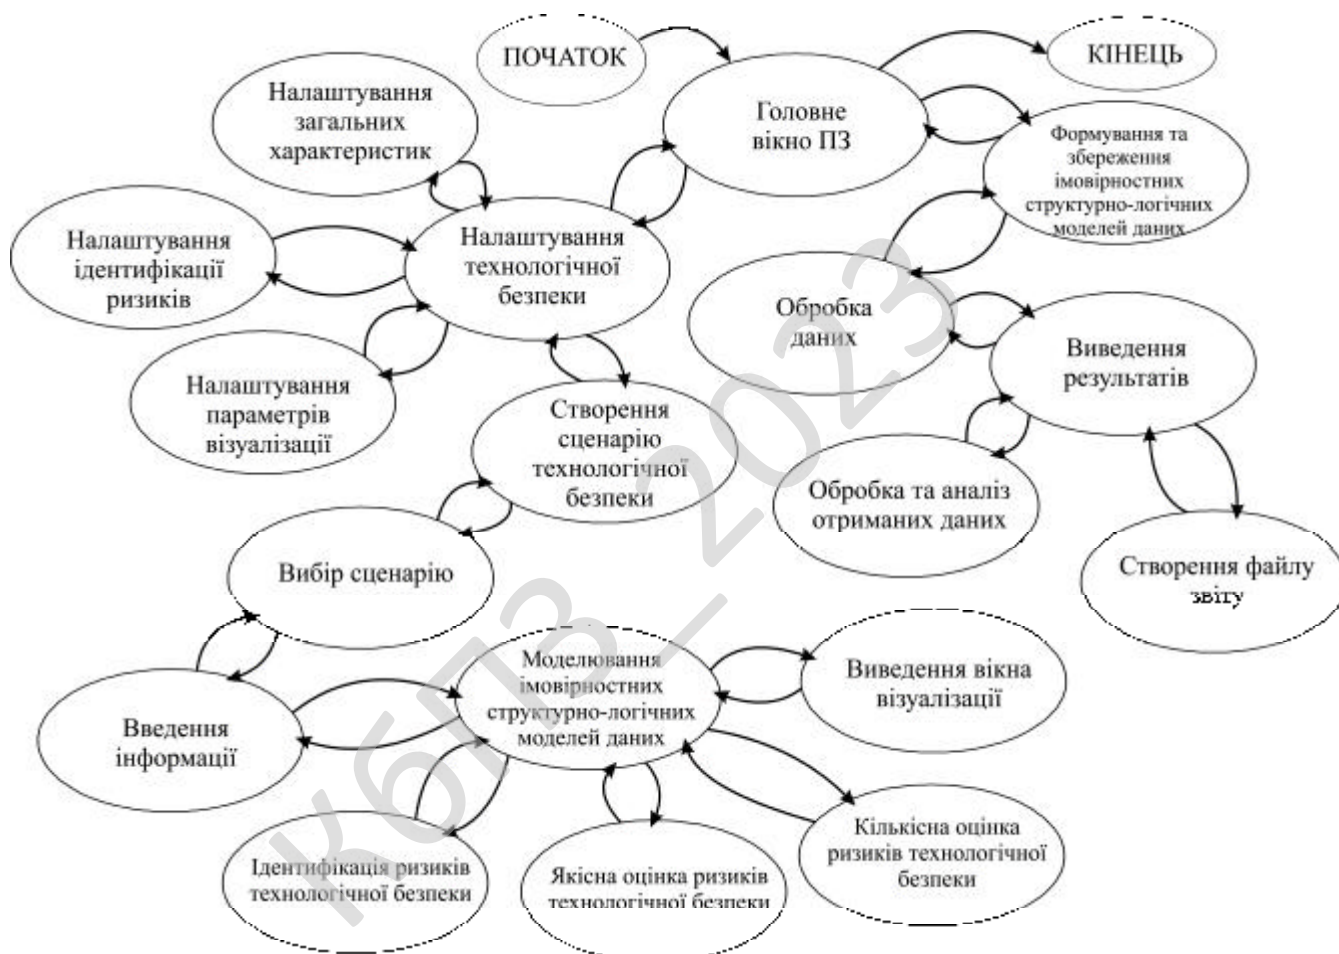 ПОЧАТОК
КІНЕЦЬ
Головне
вікно ПЗ
Налаштування
загальних
характеристик
Формування та
збереження
імовірностних
структурно-логічних
моделей даних
Налаштування
ідентифікації
ризиків
Налаштування
технологічної
безпеки
Обробка
даних
Виведення
результатів
Налаштування
параметрів
візуалізації
Створення
сценарію
технологічної
безпеки
Обробка та аналіз
отриманих даних
Створення файлу
звіту
Вибір сценарію
Введення
інформації
Моделювання
імовірностних
структурно-логічних
моделей даних
Виведення вікна
візуалізації
Ідентифікація ризиків
технологічної безпеки
Якісна оцінка ризиків
технологічної безпеки
Кількісна оцінка
ризиків технологічної
безпеки
КбПЗ_2023